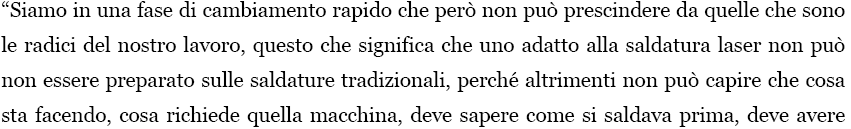 “Siamo in una fase di cambiamento rapido che però non può prescindere da quelle che sono
le radici del nostro lavoro, questo che significa che uno adatto alla saldatura laser non può
non essere preparato sulle saldature tradizionali, perché altrimenti non può capire che cosa
sta facendo, cosa richiede quella macchina, deve sapere come si saldava prima, deve avere